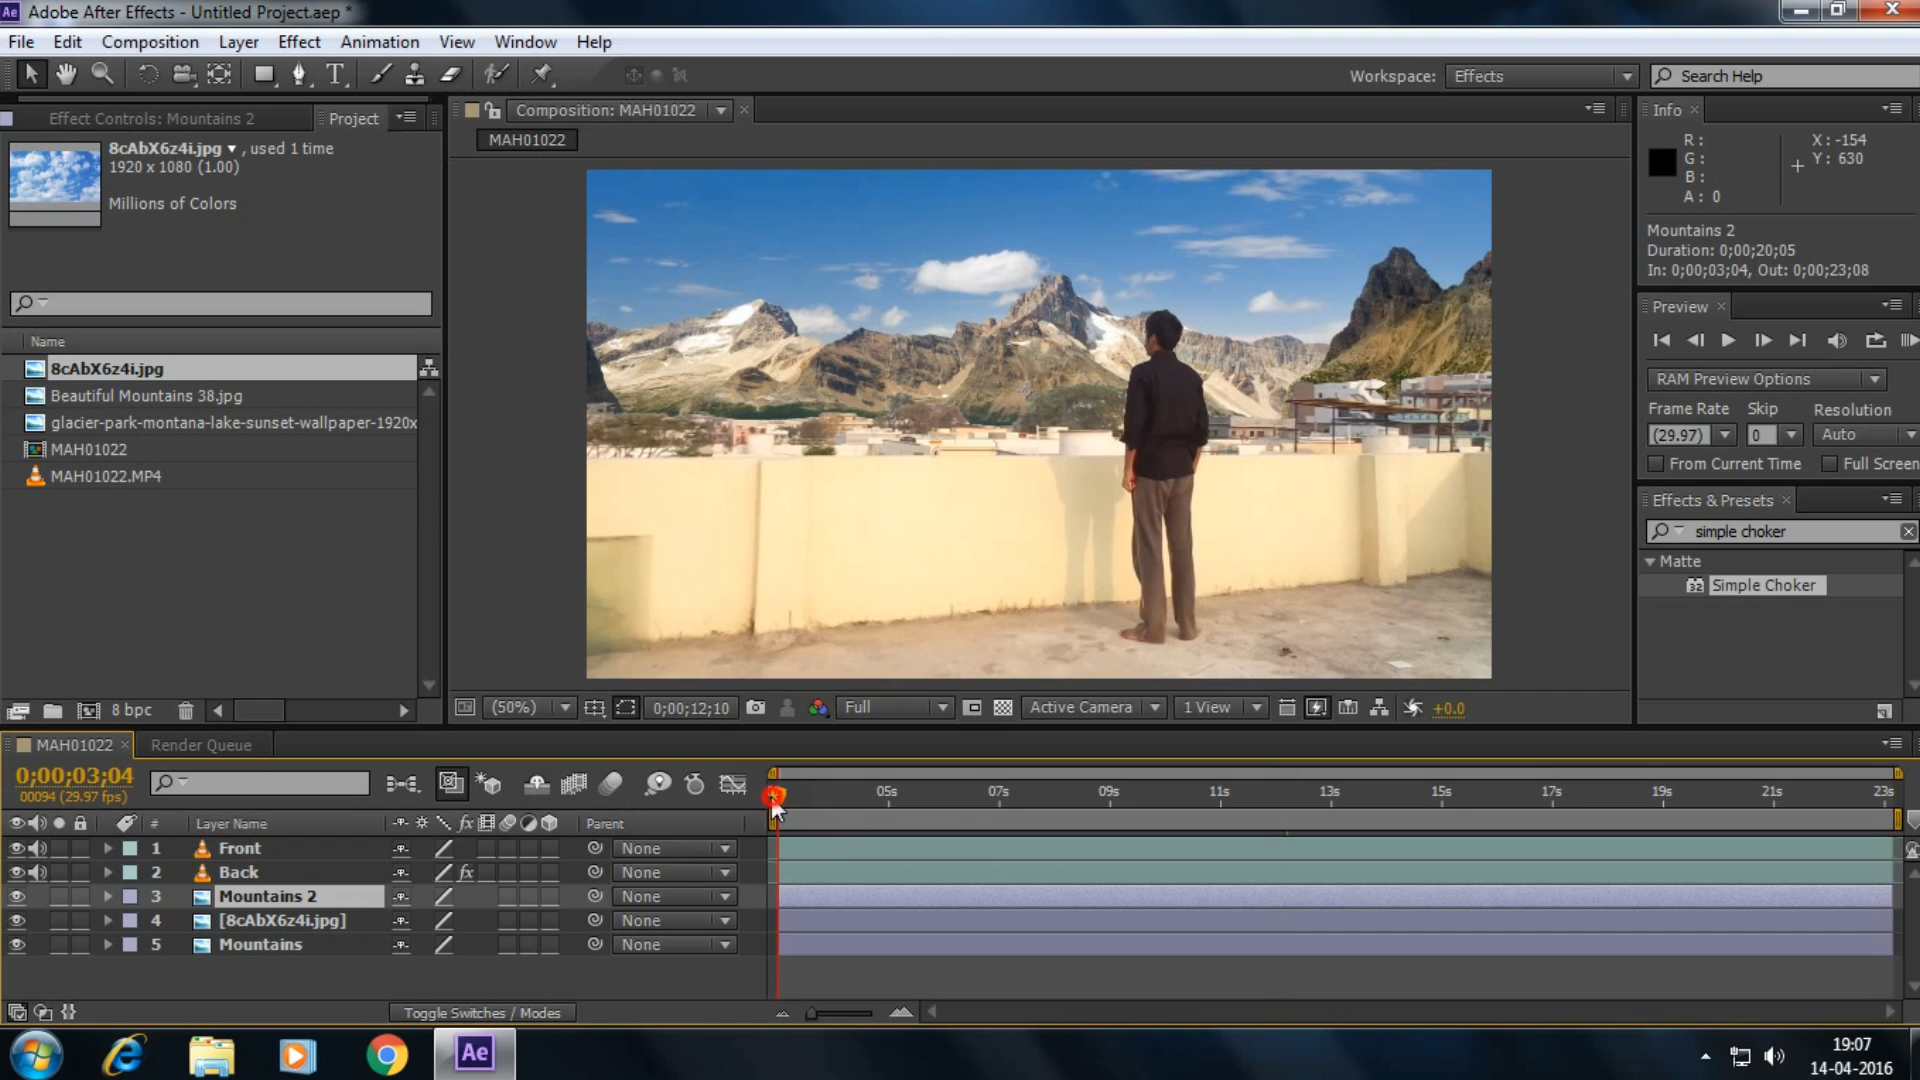 Adobe After Effects - Untitled Project.aep *
File Edit Composition Layer Effect Animation View Window Help
Workspace: Effects
Search Help
Effect Controls: Mountains 2
Project
8cAbX6z4i.jpg , used 1 time
1920 x 1080 (1.00)
Millions of Colors
Name
8cAbX6z4i.jpg
Beautiful Mountains 38.jpg
glacier-park-montana-lake-sunset-wallpaper-1920x
MAH01022
MAH01022.MP4
8 bpc
Composition: MAH01022
MAH01022
(50%) 0;00;12;10 Full Active Camera 1 View +0.0
Info
R :
G :
B :
A : 0
X : -154
Y : 630
Mountains 2
Duration: 0;00;20;05
In: 0;00;03;04, Out: 0;00;23;08
Preview
RAM Preview Options
Frame Rate Skip Resolution
(29.97) 0 Auto
From Current Time Full Screen
Effects & Presets
simple choker
Matte
32 Simple Choker
MAH01022 Render Queue
0;00;03;04
00094 (29.97 fps)
05s 07s 09s 11s 13s 15s 17s 19s 21s 23s
# Layer Name fx Parent
1 Front None
2 Back fx None
3 Mountains 2 None
4 [8cAbX6z4i.jpg] None
5 Mountains None
Toggle Switches / Modes
Ae
19:07
14-04-2016